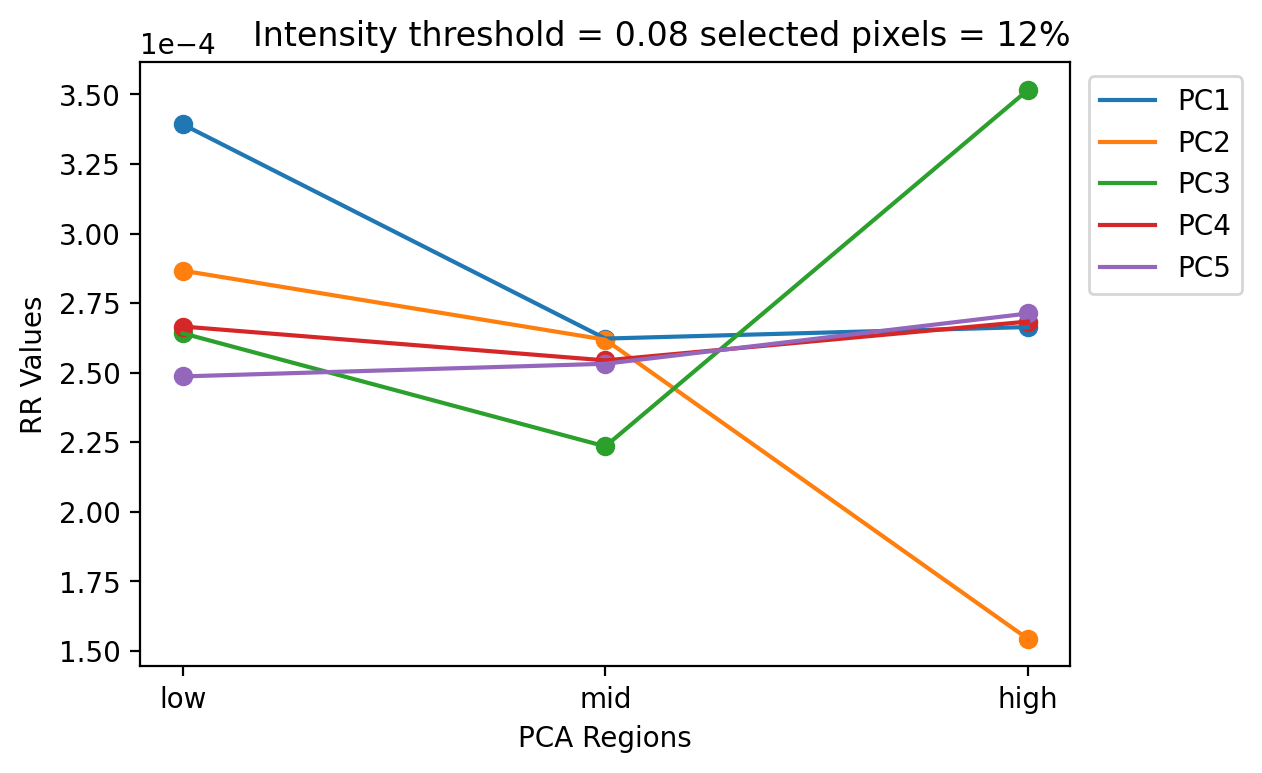 Intensity threshold = 0.08 selected pixels = 12%
1e−4
3.50
3.25
3.00
2.75
2.50
2.25
2.00
1.75
1.50
RR Values
low mid high
PCA Regions
PC1
PC2
PC3
PC4
PC5